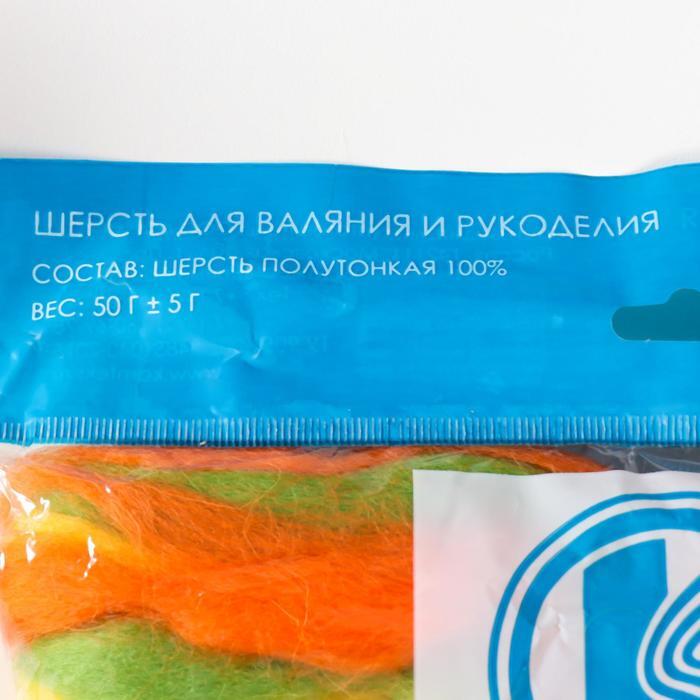 ШЕРСТЬ ДЛЯ ВАЛЯНИЯ И РУКОДЕЛИЯ
СОСТАВ: ШЕРСТЬ ПОЛУТОНКАЯ 100%
ВЕС: 50 Г ± 5 Г